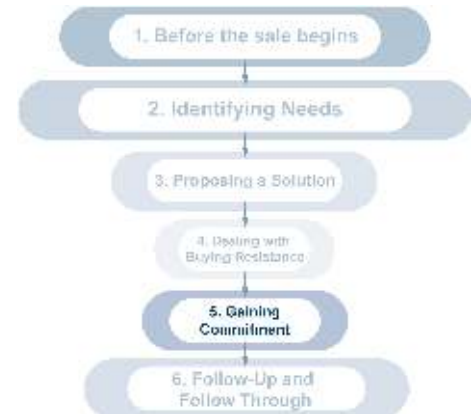 1. Before the sale begins
2. Identifying Needs
3. Proposing a Solution
4. Dealing with
Buying Resistance
5. Gaining
Commitment
6. Follow-Up and
Follow Through